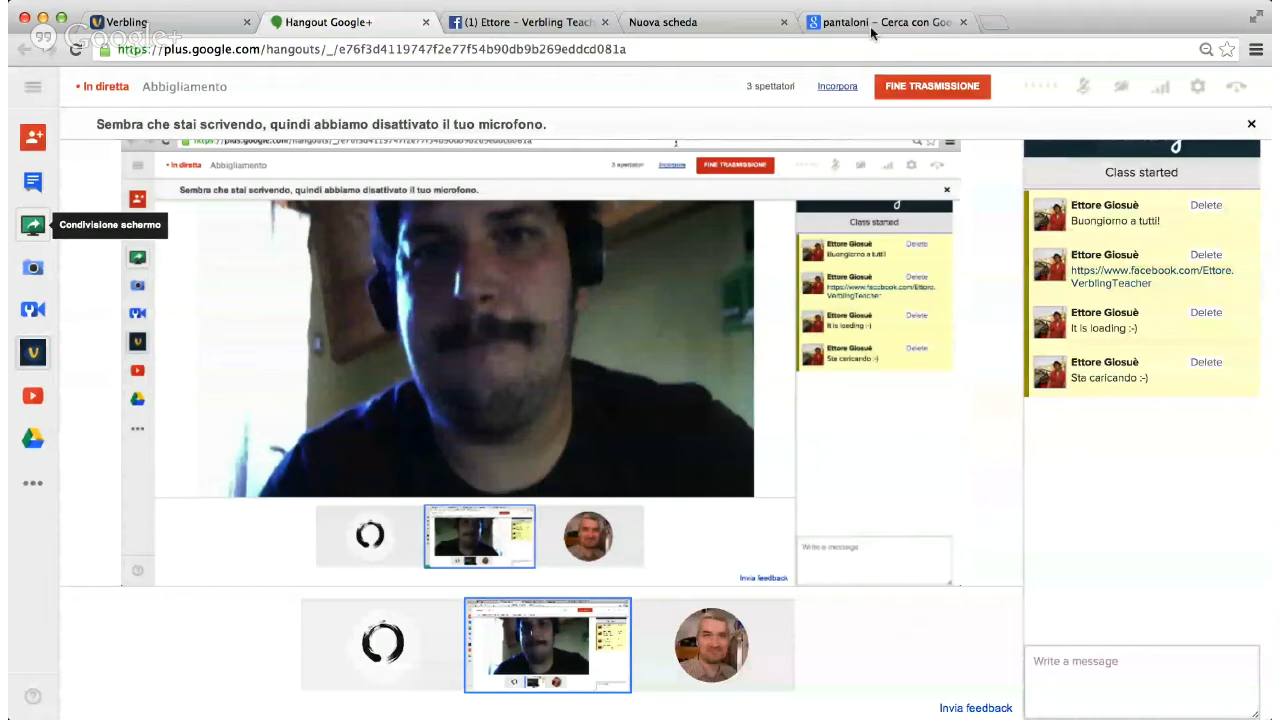 Verbling
Hangout Google+
(1) Ettore - Verbling Teach
Nuova scheda
pantaloni - Cerca con Goo
Google+
https://plus.google.com/hangouts/_/e76f3d4119747f2e77f54b90db9b269eddcd081a
• In diretta
Abbigliamento
3 spettatori
Incorpora
FINE TRASMISSIONE
Sembra che stai scrivendo, quindi abbiamo disattivato il tuo microfono.
Condivisione schermo
• In diretta
Abbigliamento
3 spettatori
Incorpora
FINE TRASMISSIONE
Sembra che stai scrivendo, quindi abbiamo disattivato il tuo microfono.
Class started
Ettore Giosuè Delete
Buongiorno a tutti!
Ettore Giosuè Delete
https://www.facebook.com/Ettore.
VerblingTeacher
Ettore Giosuè Delete
It is loading :-)
Ettore Giosuè Delete
Sta caricando :-)
Write a message
Invia feedback
Class started
Ettore Giosuè Delete
Buongiorno a tutti!
Ettore Giosuè Delete
https://www.facebook.com/Ettore.
VerblingTeacher
Ettore Giosuè Delete
It is loading :-)
Ettore Giosuè Delete
Sta caricando :-)
Write a message
Invia feedback